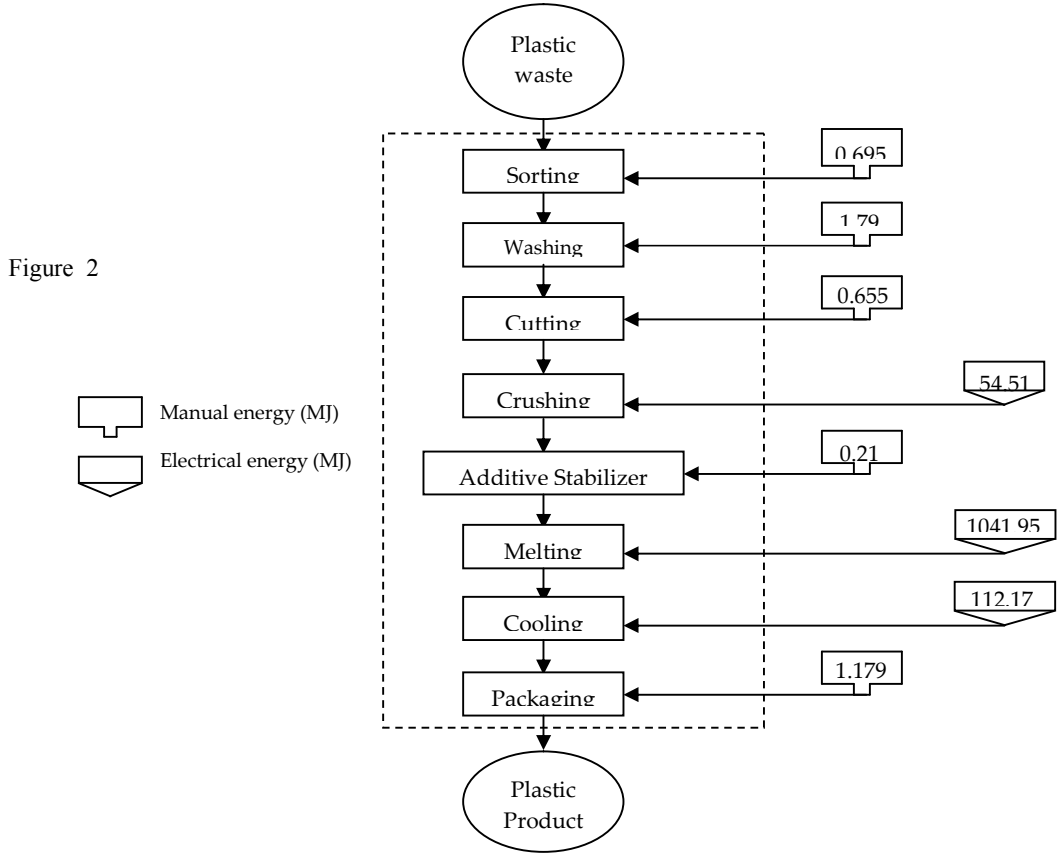 Plastic
waste
Sorting
0.695
Washing
1.79
Figure 2
Cutting
0.655
Crushing
54.51
Manual energy (MJ)
Electrical energy (MJ)
Additive Stabilizer
0.21
Melting
1041.95
Cooling
112.17
Packaging
1.179
Plastic
Product